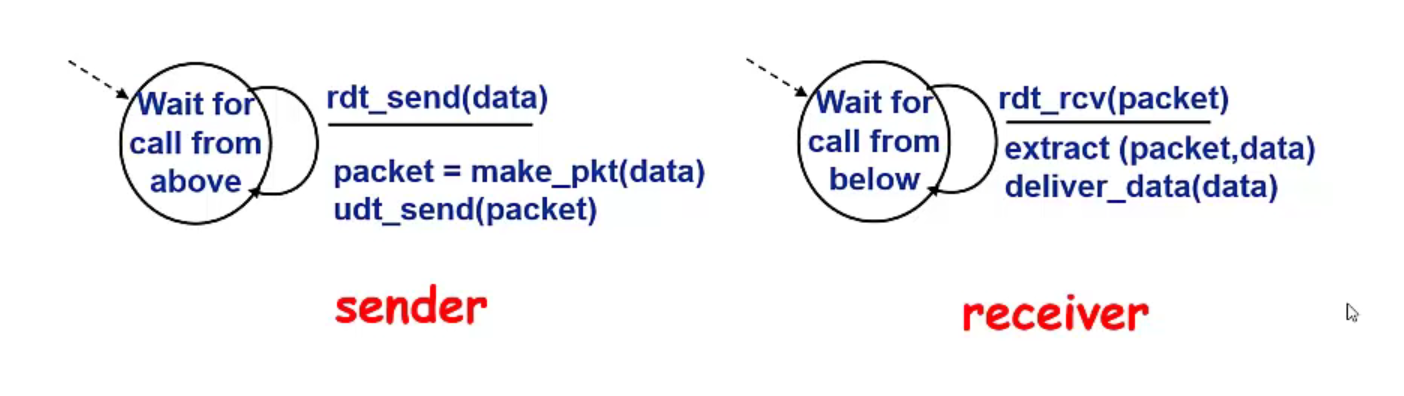 Wait for
call from
above
rdt_send(data)
packet = make_pkt(data)
udt_send(packet)
sender
Wait for
call from
below
rdt_rcv(packet)
extract (packet,data)
deliver_data(data)
receiver